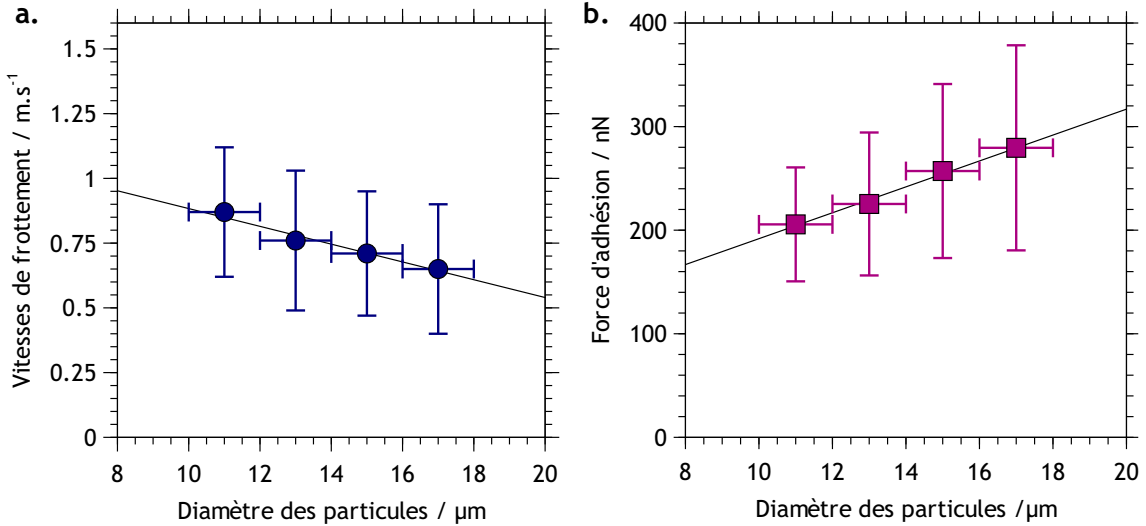 a.
Vitesses de frottement / m.s⁻¹
1.5
1.25
1
0.75
0.5
0.25
0
8 10 12 14 16 18 20
Diamètre des particules / µm
b.
Force d'adhésion / nN
400
300
200
100
0
8 10 12 14 16 18 20
Diamètre des particules /µm